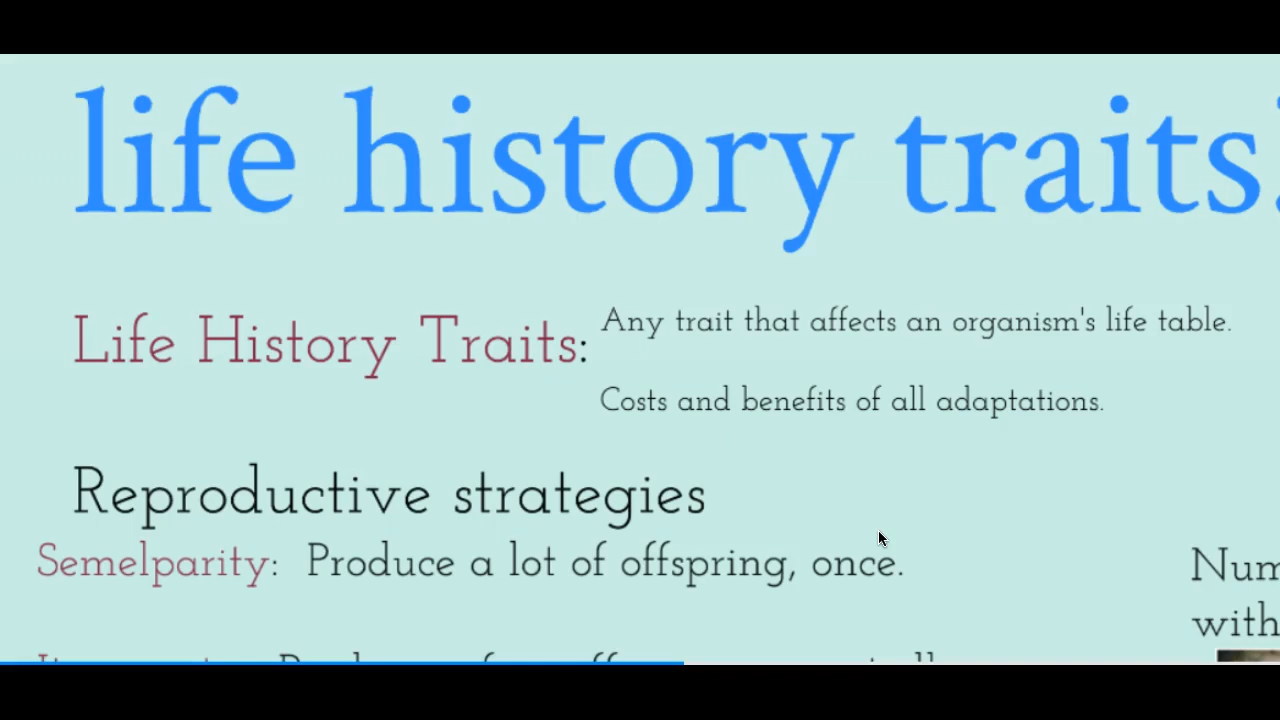 life history traits.
Life History Traits:
Any trait that affects an organism's life table.
Costs and benefits of all adaptations.
Reproductive strategies
Semelparity: Produce a lot of offspring, once.
with